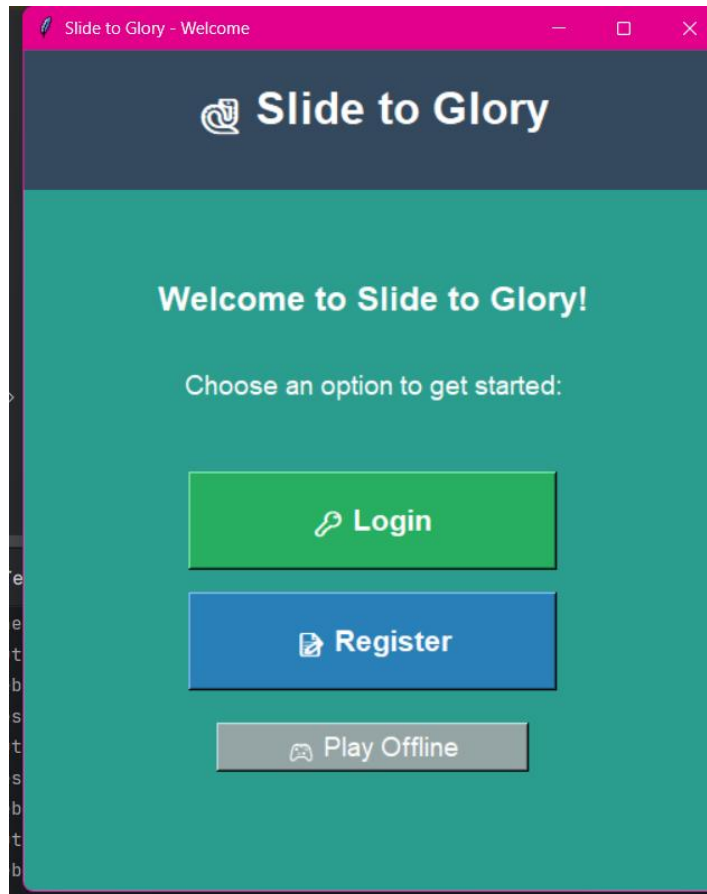 Slide to Glory - Welcome
Slide to Glory
Welcome to Slide to Glory!
Choose an option to get started:
Login
Register
Play Offline